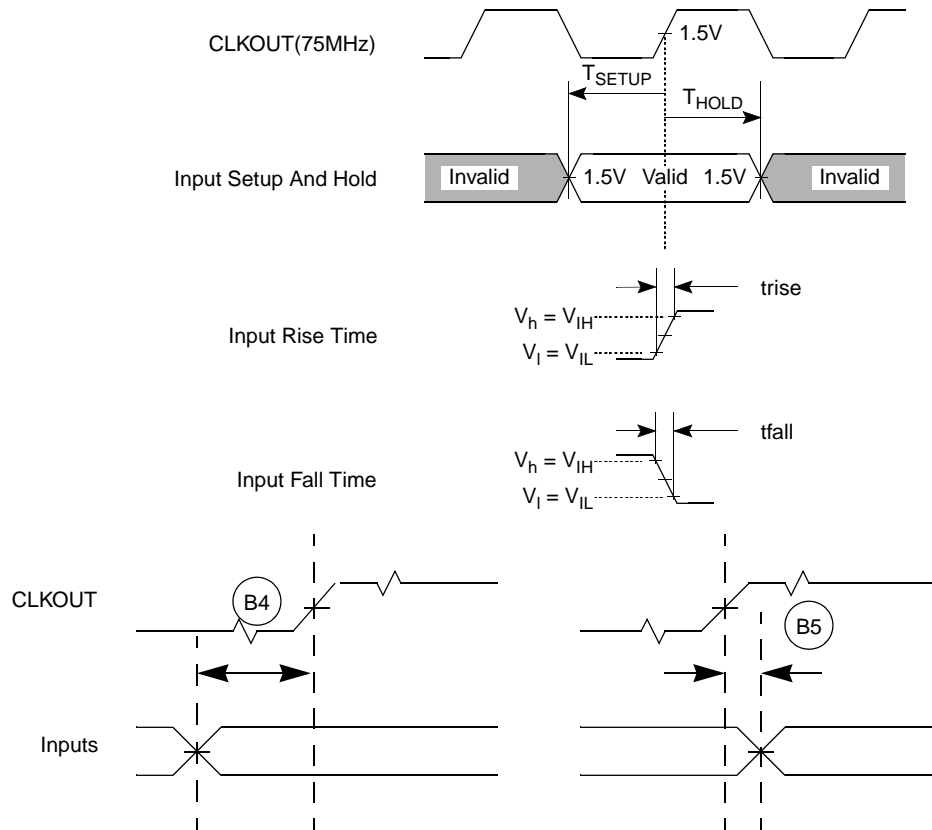 CLKOUT(75MHz)
1.5V
TSETUP
THOLD
Input Setup And Hold
Invalid
1.5V Valid 1.5V
Invalid
trise
Input Rise Time
Vh = VIH
Vl = VIL
tfall
Input Fall Time
Vh = VIH
Vl = VIL
CLKOUT
B4
B5
Inputs